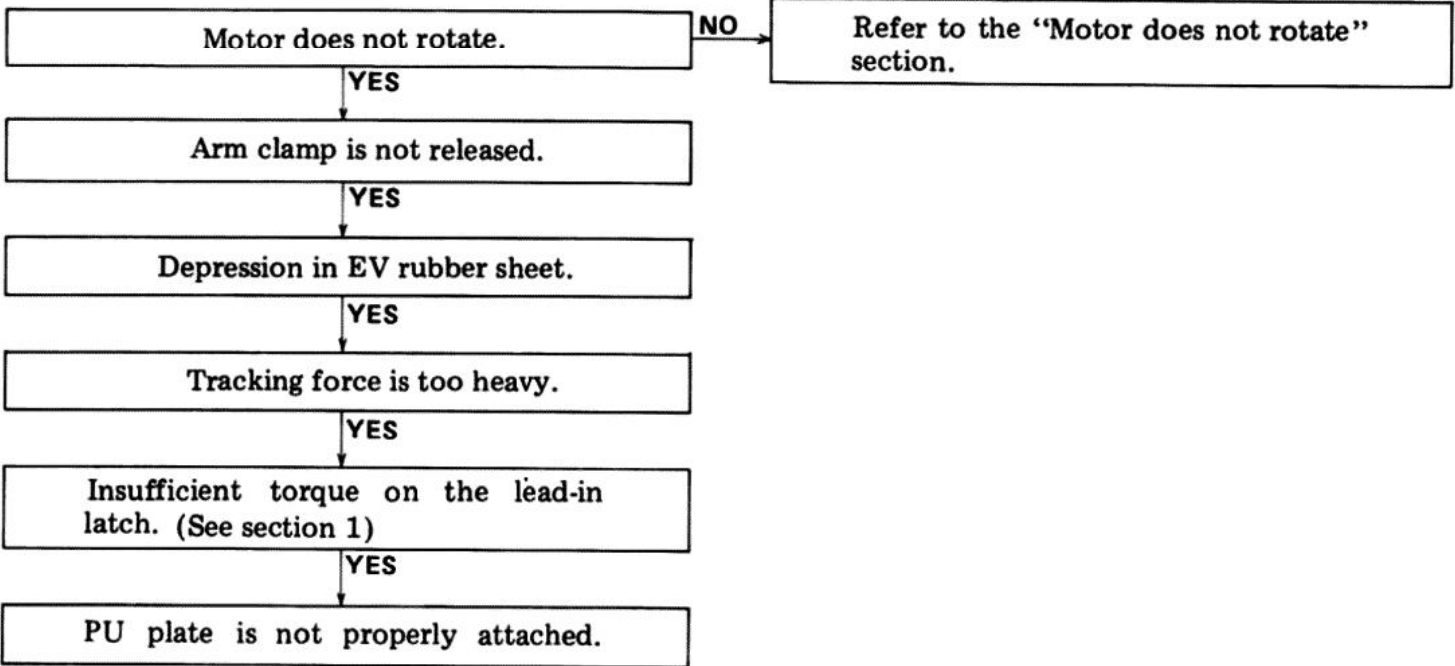 Motor does not rotate.
NO
Refer to the “Motor does not rotate”
section.
YES
Arm clamp is not released.
YES
Depression in EV rubber sheet.
YES
Tracking force is too heavy.
YES
Insufficient torque on the lead-in
latch. (See section 1)
YES
PU plate is not properly attached.